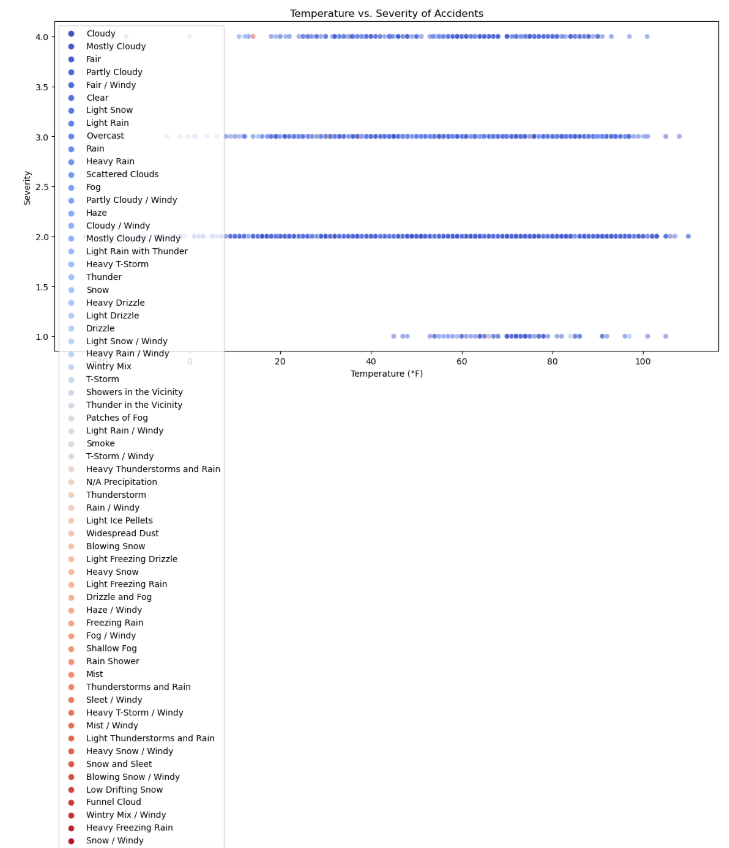 Temperature vs. Severity of Accidents
4.0
3.5
3.0
2.5
2.0
1.5
1.0
Severity
0
20
40
60
80
100
Temperature (°F)
Cloudy
Mostly Cloudy
Fair
Partly Cloudy
Fair / Windy
Clear
Light Snow
Light Rain
Overcast
Rain
Heavy Rain
Scattered Clouds
Fog
Partly Cloudy / Windy
Haze
Cloudy / Windy
Mostly Cloudy / Windy
Light Rain with Thunder
Heavy T-Storm
Thunder
Snow
Heavy Drizzle
Light Drizzle
Drizzle
Light Snow / Windy
Heavy Rain / Windy
Wintry Mix
T-Storm
Showers in the Vicinity
Thunder in the Vicinity
Patches of Fog
Light Rain / Windy
Smoke
T-Storm / Windy
Heavy Thunderstorms and Rain
N/A Precipitation
Thunderstorm
Rain / Windy
Light Ice Pellets
Widespread Dust
Blowing Snow
Light Freezing Drizzle
Heavy Snow
Light Freezing Rain
Drizzle and Fog
Haze / Windy
Freezing Rain
Fog / Windy
Shallow Fog
Rain Shower
Mist
Thunderstorms and Rain
Sleet / Windy
Heavy T-Storm / Windy
Mist / Windy
Light Thunderstorms and Rain
Heavy Snow / Windy
Snow and Sleet
Blowing Snow / Windy
Low Drifting Snow
Funnel Cloud
Wintry Mix / Windy
Heavy Freezing Rain
Snow / Windy